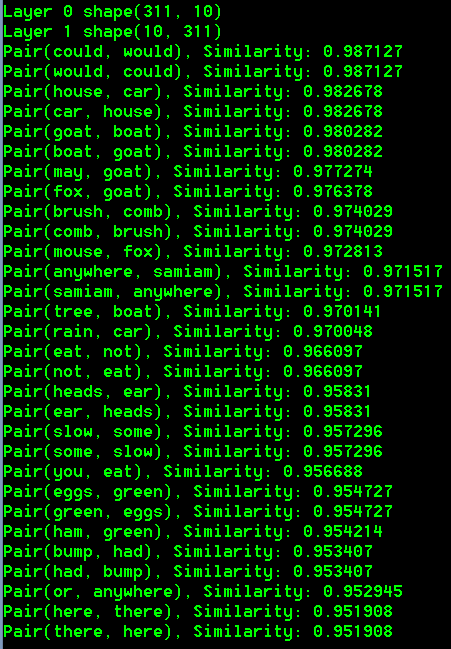 Layer 0 shape(311, 10)
Layer 1 shape(10, 311)
Pair(could, would), Similarity: 0.987127
Pair(would, could), Similarity: 0.987127
Pair(house, car), Similarity: 0.982678
Pair(car, house), Similarity: 0.982678
Pair(goat, boat), Similarity: 0.980282
Pair(boat, goat), Similarity: 0.980282
Pair(may, goat), Similarity: 0.977274
Pair(fox, goat), Similarity: 0.976378
Pair(brush, comb), Similarity: 0.974029
Pair(comb, brush), Similarity: 0.974029
Pair(mouse, fox), Similarity: 0.972813
Pair(anywhere, samiam), Similarity: 0.971517
Pair(samiam, anywhere), Similarity: 0.971517
Pair(tree, boat), Similarity: 0.970141
Pair(rain, car), Similarity: 0.970048
Pair(eat, not), Similarity: 0.966097
Pair(not, eat), Similarity: 0.966097
Pair(heads, ear), Similarity: 0.95831
Pair(ear, heads), Similarity: 0.95831
Pair(slow, some), Similarity: 0.957296
Pair(some, slow), Similarity: 0.957296
Pair(you, eat), Similarity: 0.956688
Pair(eggs, green), Similarity: 0.954727
Pair(green, eggs), Similarity: 0.954727
Pair(ham, green), Similarity: 0.954214
Pair(bump, had), Similarity: 0.953407
Pair(had, bump), Similarity: 0.953407
Pair(or, anywhere), Similarity: 0.952945
Pair(here, there), Similarity: 0.951908
Pair(there, here), Similarity: 0.951908